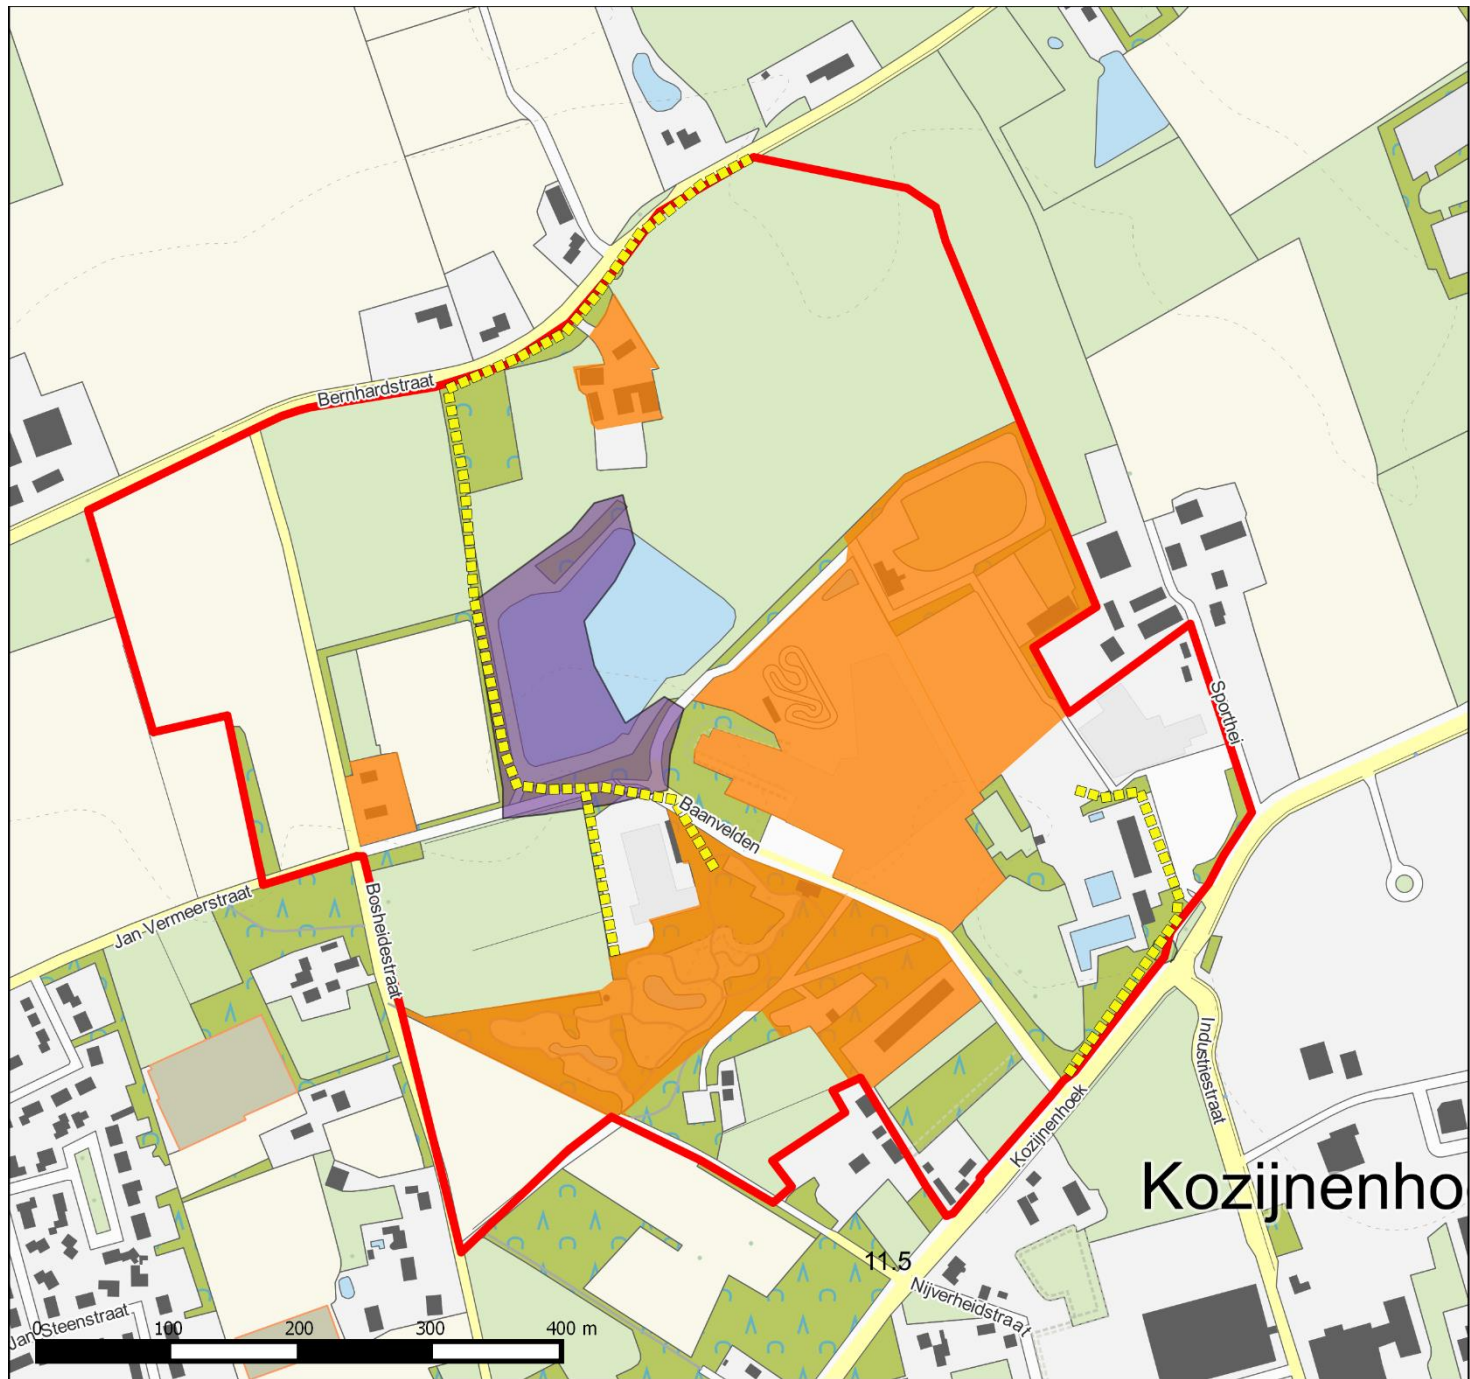 Bernhardstraat
Sporthei
Baanvelden
Jan Vermeerstraat
Bosheidestraat
Industriestraat
Kozijnenhoek
Kozijnenho
11.5
Nijverheidstraat
Jan Steenstraat
0 100 200 300 400 m